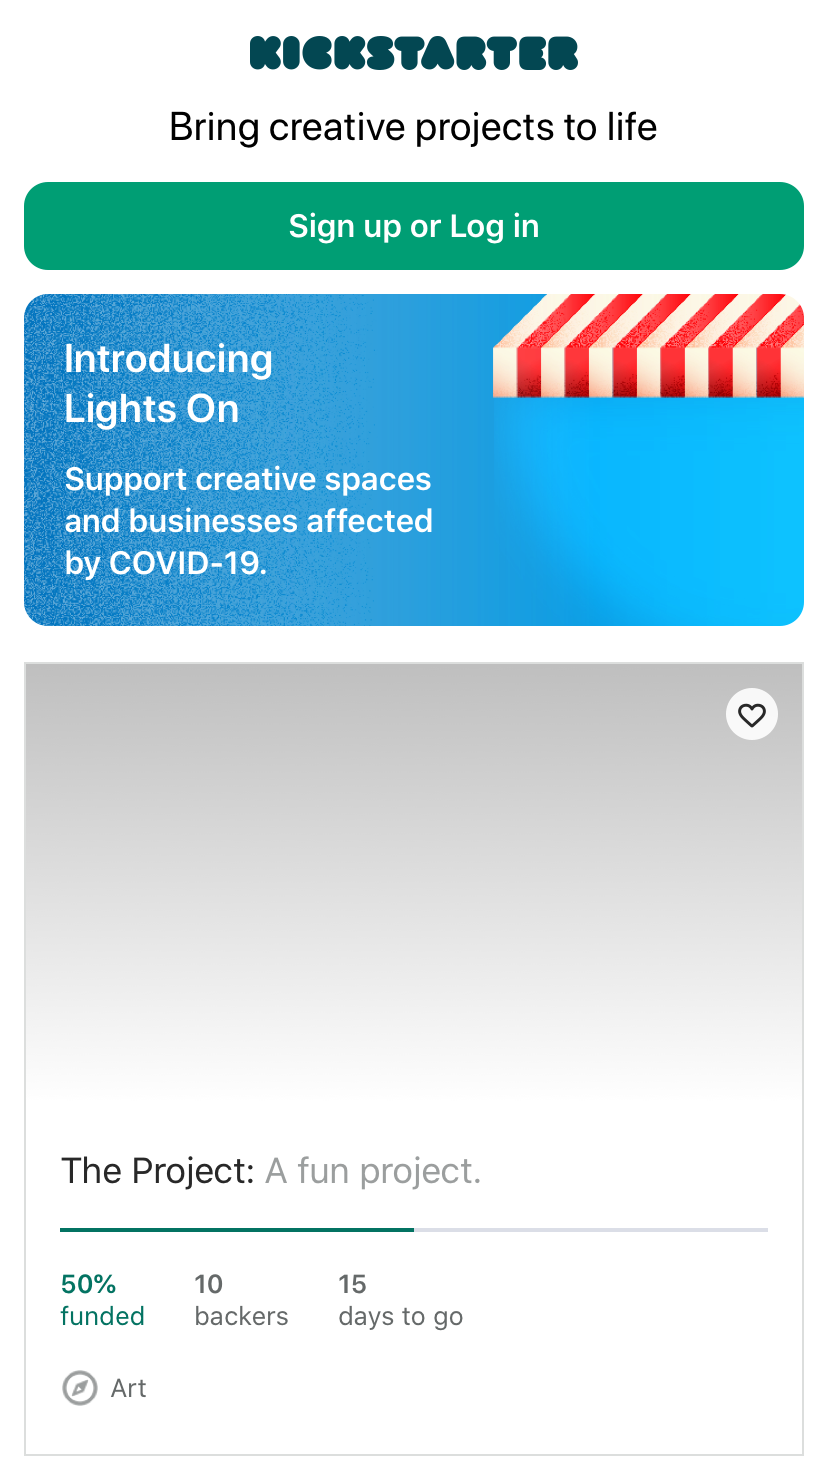 KICKSTARTER
Bring creative projects to life
Sign up or Log in
Introducing
Lights On
Support creative spaces
and businesses affected
by COVID-19.
The Project: A fun project.
50% 10 15
funded backers days to go
Art